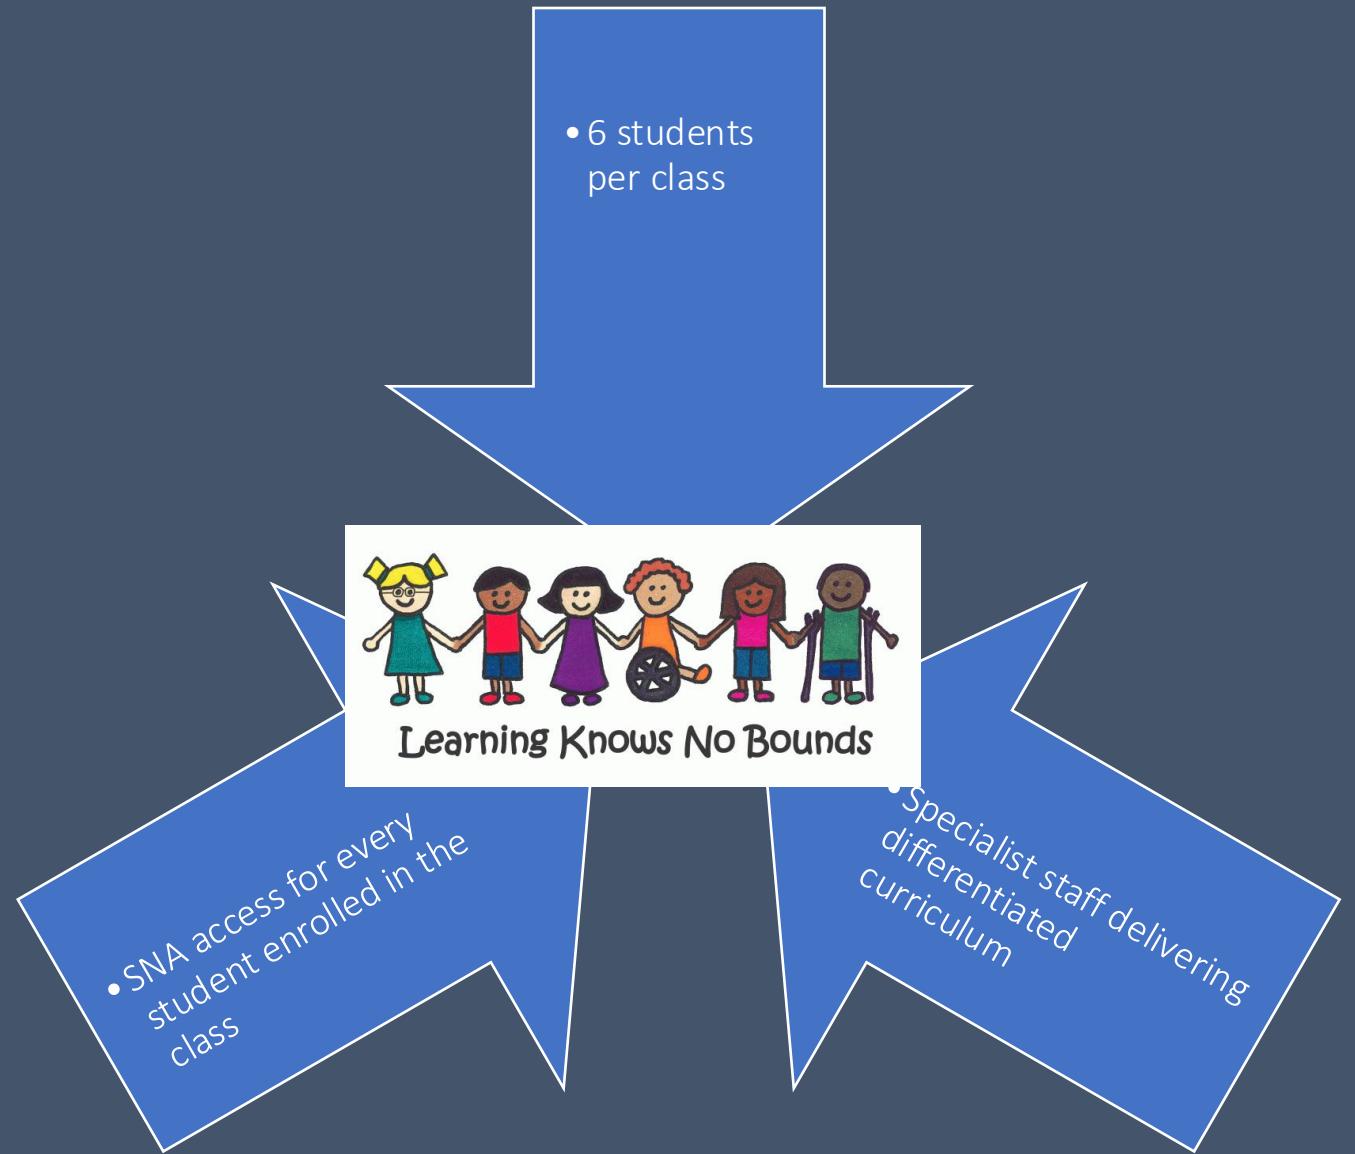 • 6 students
per class
Learning Knows No Bounds
• SNA access for every
student enrolled in the
class
• Specialist staff delivering
differentiated
curriculum